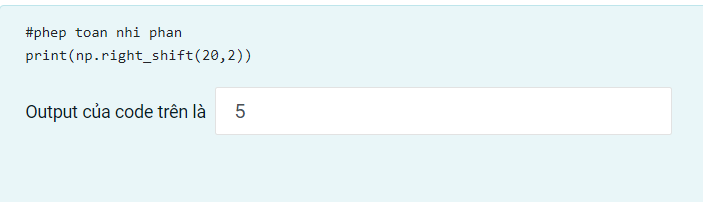 #phep toan nhi phan
print(np.right_shift(20,2))
Output của code trên là 5